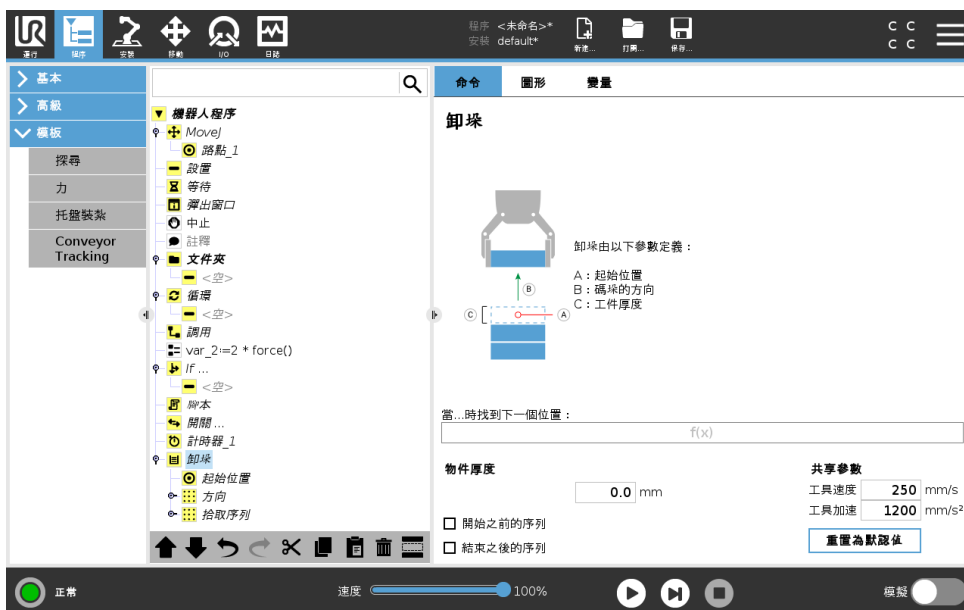 UR
運行
程序
安裝
移動
I/O
日誌
程序 <未命名>*
安裝 default*
新建...
打開...
保存...
C C
C C
基本
高級
模板
探尋
力
托盤裝紮
Conveyor
Tracking
機器人程序
MoveJ
路點_1
設置
等待
彈出窗口
中止
註釋
文件夾
<空>
循環
<空>
調用
var_2≔2 * force()
If ...
<空>
腳本
開關 ...
計時器_1
卸垛
起始位置
方向
拾取序列
命令 圖形 變量
卸垛
卸垛由以下參數定義：
A：起始位置
B：碼垛的方向
C：工件厚度
B
C
A
當...時找到下一個位置：
f(x)
物件厚度
0.0 mm
開始之前的序列
結束之後的序列
共享參數
工具速度 250 mm/s
工具加速 1200 mm/s²
重置為默認值
正常
速度 100%
模擬